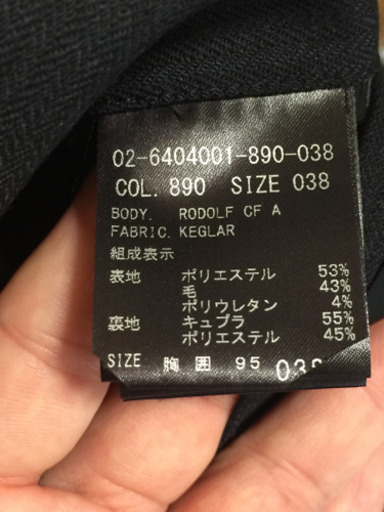 02-6404001-890-038
COL. 890 SIZE 038
BODY. RODOLF CF A
FABRIC. KEGLAR
組成表示
表地 ポリエステル 53%
毛 43%
ポリウレタン 4%
裏地 キュプラ 55%
ポリエステル 45%
SIZE 胸囲 95 038